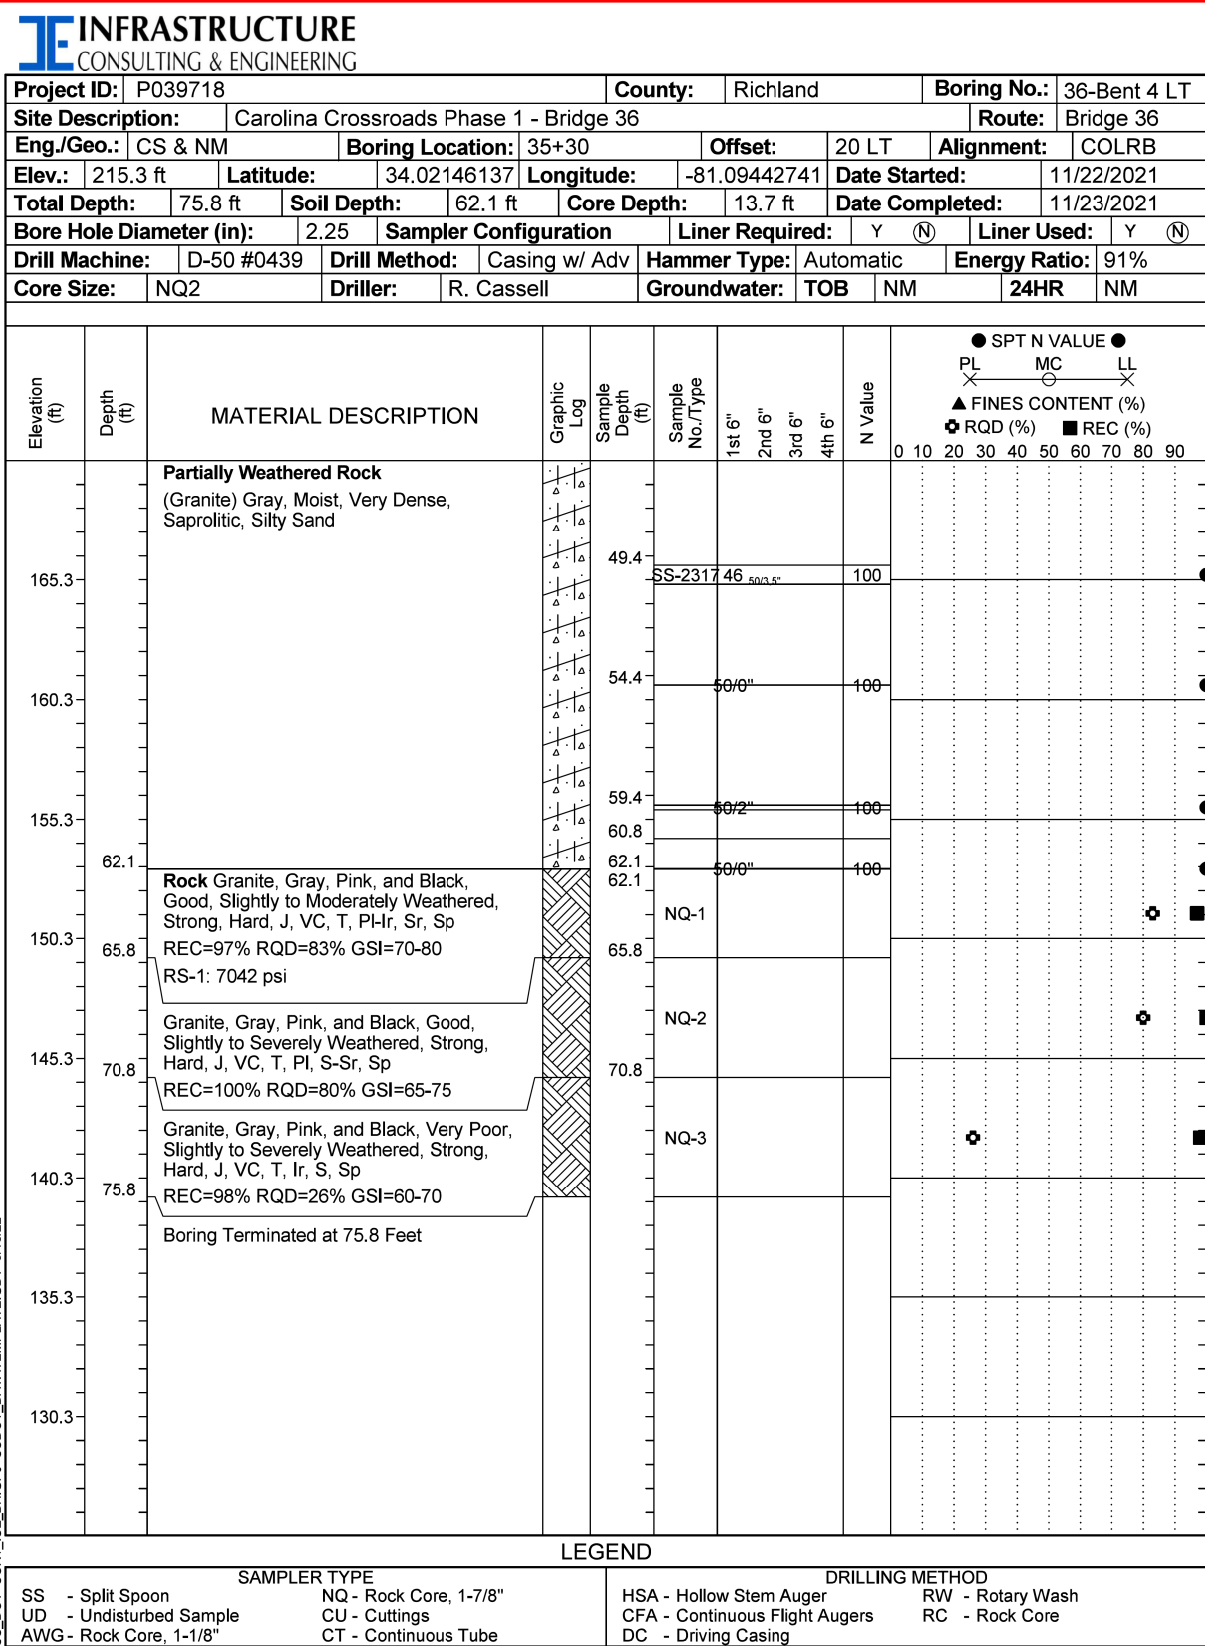 INFRASTRUCTURE
CONSULTING & ENGINEERING
Project ID: P039718 County: Richland Boring No.: 36-Bent 4 LT
Site Description: Carolina Crossroads Phase 1 - Bridge 36 Route: Bridge 36
Eng./Geo.: CS & NM Boring Location: 35+30 Offset: 20 LT Alignment: COLRB
Elev.: 215.3 ft Latitude: 34.02146137 Longitude: -81.09442741 Date Started: 11/22/2021
Total Depth: 75.8 ft Soil Depth: 62.1 ft Core Depth: 13.7 ft Date Completed: 11/23/2021
Bore Hole Diameter (in): 2.25 Sampler Configuration Liner Required: Y N Liner Used: Y N
Drill Machine: D-50 #0439 Drill Method: Casing w/ Adv Hammer Type: Automatic Energy Ratio: 91%
Core Size: NQ2 Driller: R. Cassell Groundwater: TOB NM 24HR NM
Elevation (ft) Depth (ft) MATERIAL DESCRIPTION Graphic Log Sample Depth (ft) Sample No./Type 1st 6" 2nd 6" 3rd 6" 4th 6" N Value
SPT N VALUE
PL MC LL
FINES CONTENT (%)
RQD (%) REC (%)
0 10 20 30 40 50 60 70 80 90
Partially Weathered Rock
(Granite) Gray, Moist, Very Dense,
Saprolitic, Silty Sand
49.4
165.3 SS-23 17 46 50/3.5" 100
54.4
160.3 50/0" 100
59.4
50/2" 100
155.3
60.8
62.1 62.1
50/0" 100
62.1
Rock Granite, Gray, Pink, and Black,
Good, Slightly to Moderately Weathered,
Strong, Hard, J, VC, T, Pl-Ir, Sr, Sp
NQ-1
150.3
65.8 REC=97% RQD=83% GSI=70-80 65.8
RS-1: 7042 psi
Granite, Gray, Pink, and Black, Good,
Slightly to Severely Weathered, Strong,
Hard, J, VC, T, Pl, S-Sr, Sp
NQ-2
145.3
70.8 70.8
REC=100% RQD=80% GSI=65-75
Granite, Gray, Pink, and Black, Very Poor,
Slightly to Severely Weathered, Strong,
Hard, J, VC, T, Ir, S, Sp
NQ-3
140.3
75.8 REC=98% RQD=26% GSI=60-70
Boring Terminated at 75.8 Feet
135.3
130.3
LEGEND
SAMPLER TYPE DRILLING METHOD
SS - Split Spoon NQ - Rock Core, 1-7/8" HSA - Hollow Stem Auger RW - Rotary Wash
UD - Undisturbed Sample CU - Cuttings CFA - Continuous Flight Augers RC - Rock Core
AWG - Rock Core, 1-1/8" CT - Continuous Tube DC - Driving Casing